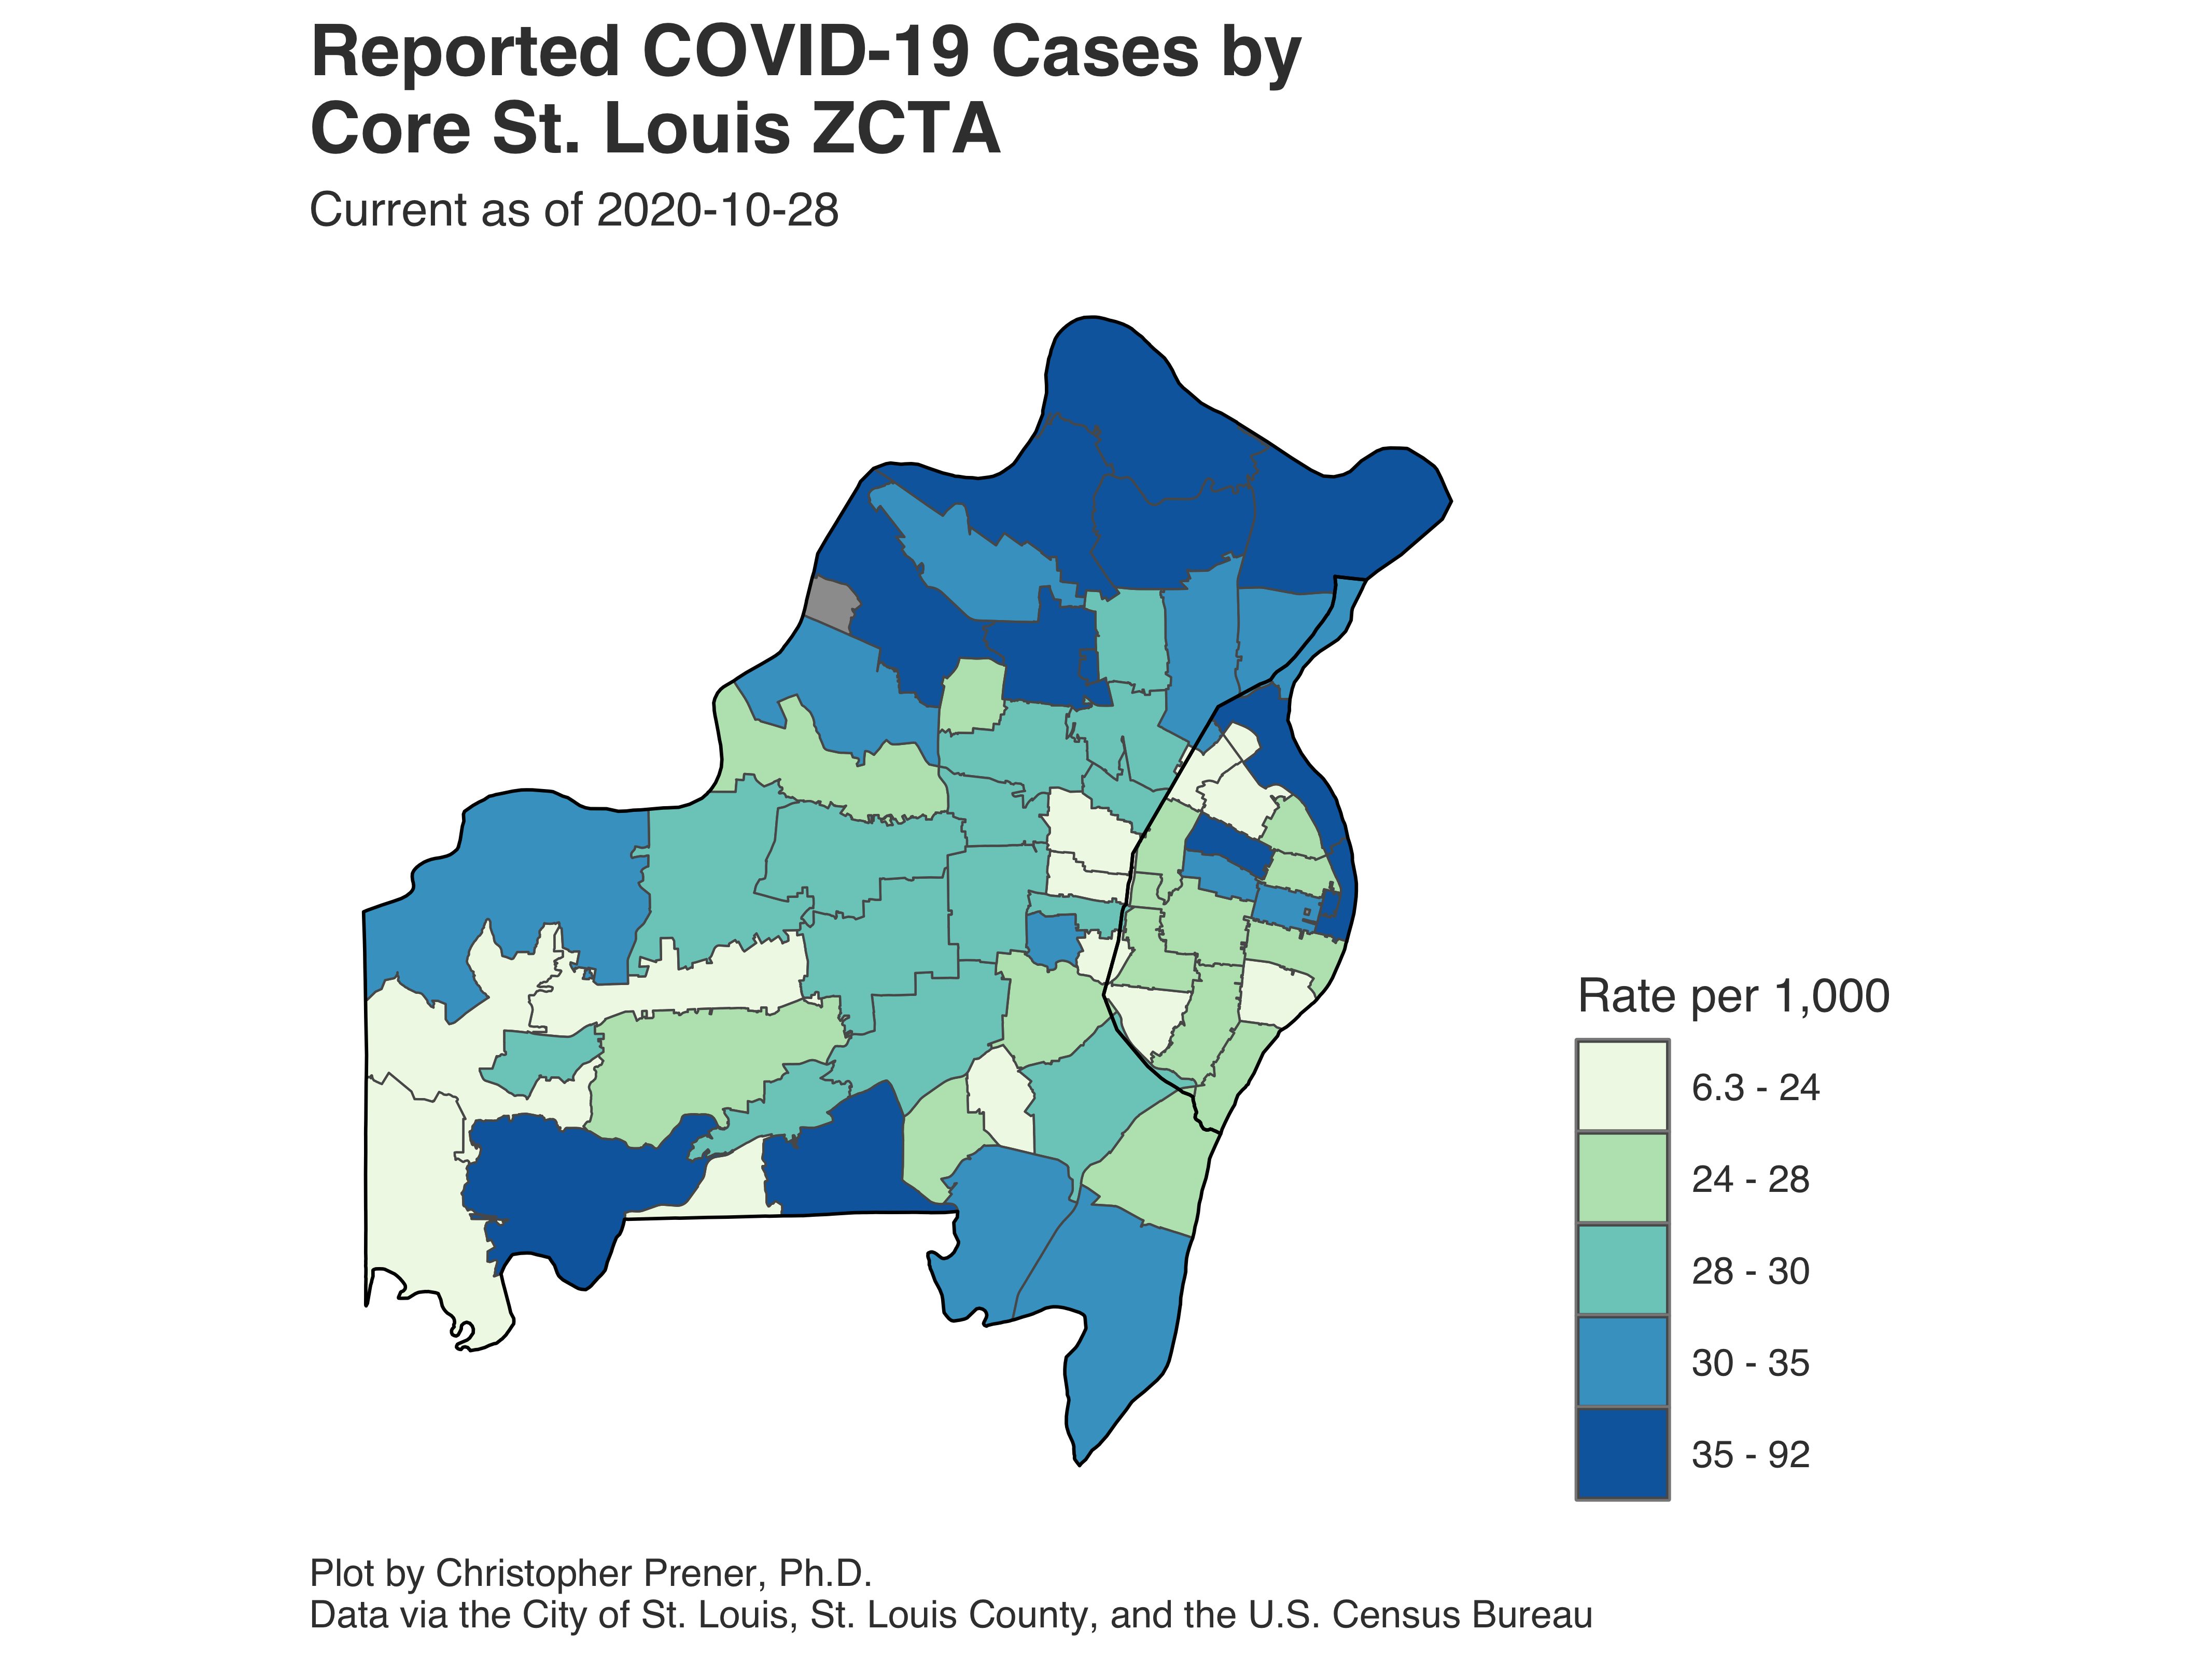 Reported COVID-19 Cases by
Core St. Louis ZCTA
Current as of 2020-10-28
Rate per 1,000
6.3 - 24
24 - 28
28 - 30
30 - 35
35 - 92
Plot by Christopher Prener, Ph.D.
Data via the City of St. Louis, St. Louis County, and the U.S. Census Bureau